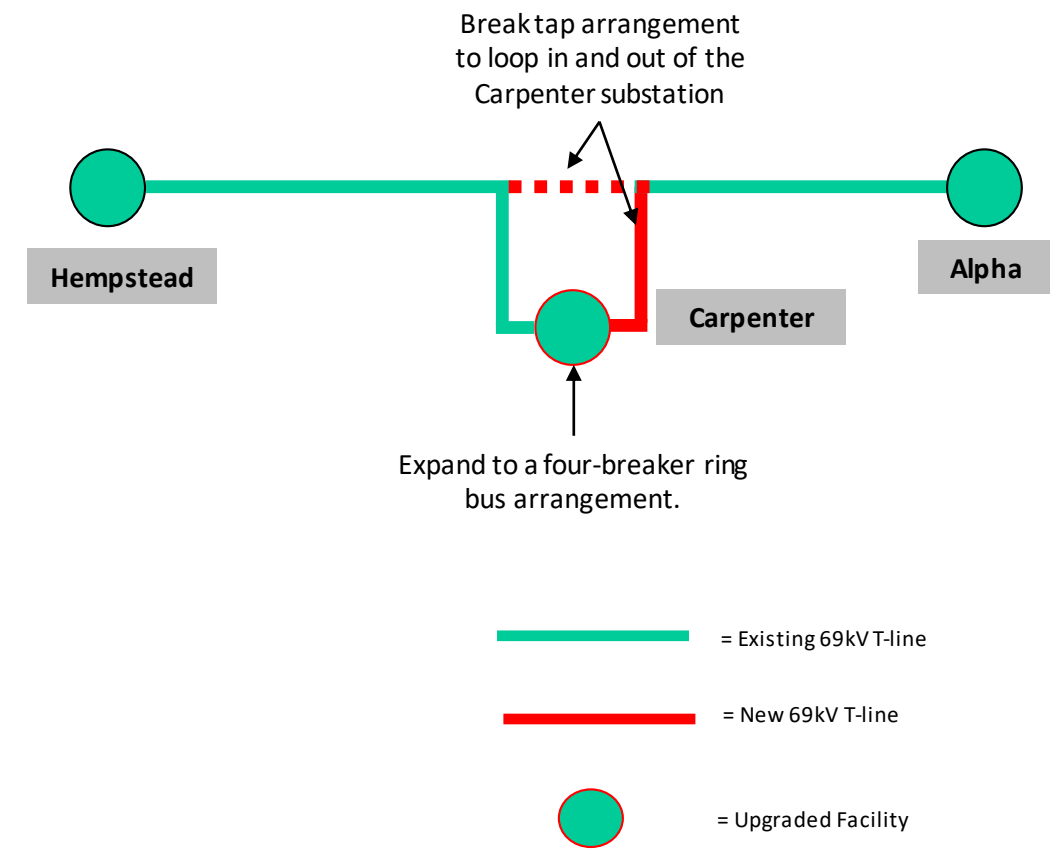 Break tap arrangement
to loop in and out of the
Carpenter substation
Hempstead
Alpha
Carpenter
Expand to a four-breaker ring
bus arrangement.
= Existing 69kV T-line
= New 69kV T-line
= Upgraded Facility